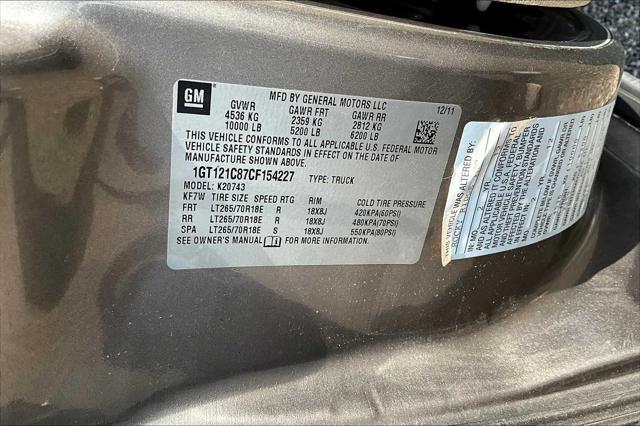 GM
MFD BY GENERAL MOTORS LLC 12/11
GVWR GAWR FRT GAWR RR
4536 KG 2359 KG 2812 KG
10000 LB 5200 LB 6200 LB
THIS VEHICLE CONFORMS TO ALL APPLICABLE U.S. FEDERAL MOTOR
VEHICLE SAFETY STANDARDS IN EFFECT ON THE DATE OF
MANUFACTURE SHOWN ABOVE.
1GT121C87CF154227 TYPE: TRUCK
MODEL: K20743
KF7W TIRE SIZE SPEED RTG RIM COLD TIRE PRESSURE
FRT LT265/70R18E R 18X8J 420KPA(60PSI)
RR LT265/70R18E R 18X8J 480KPA(70PSI)
SPA LT265/70R18E S 18X8J 550KPA(80PSI)
SEE OWNER'S MANUAL FOR MORE INFORMATION.
THIS VEHICLE WAS ALTERED BY
IN: MO. YR.